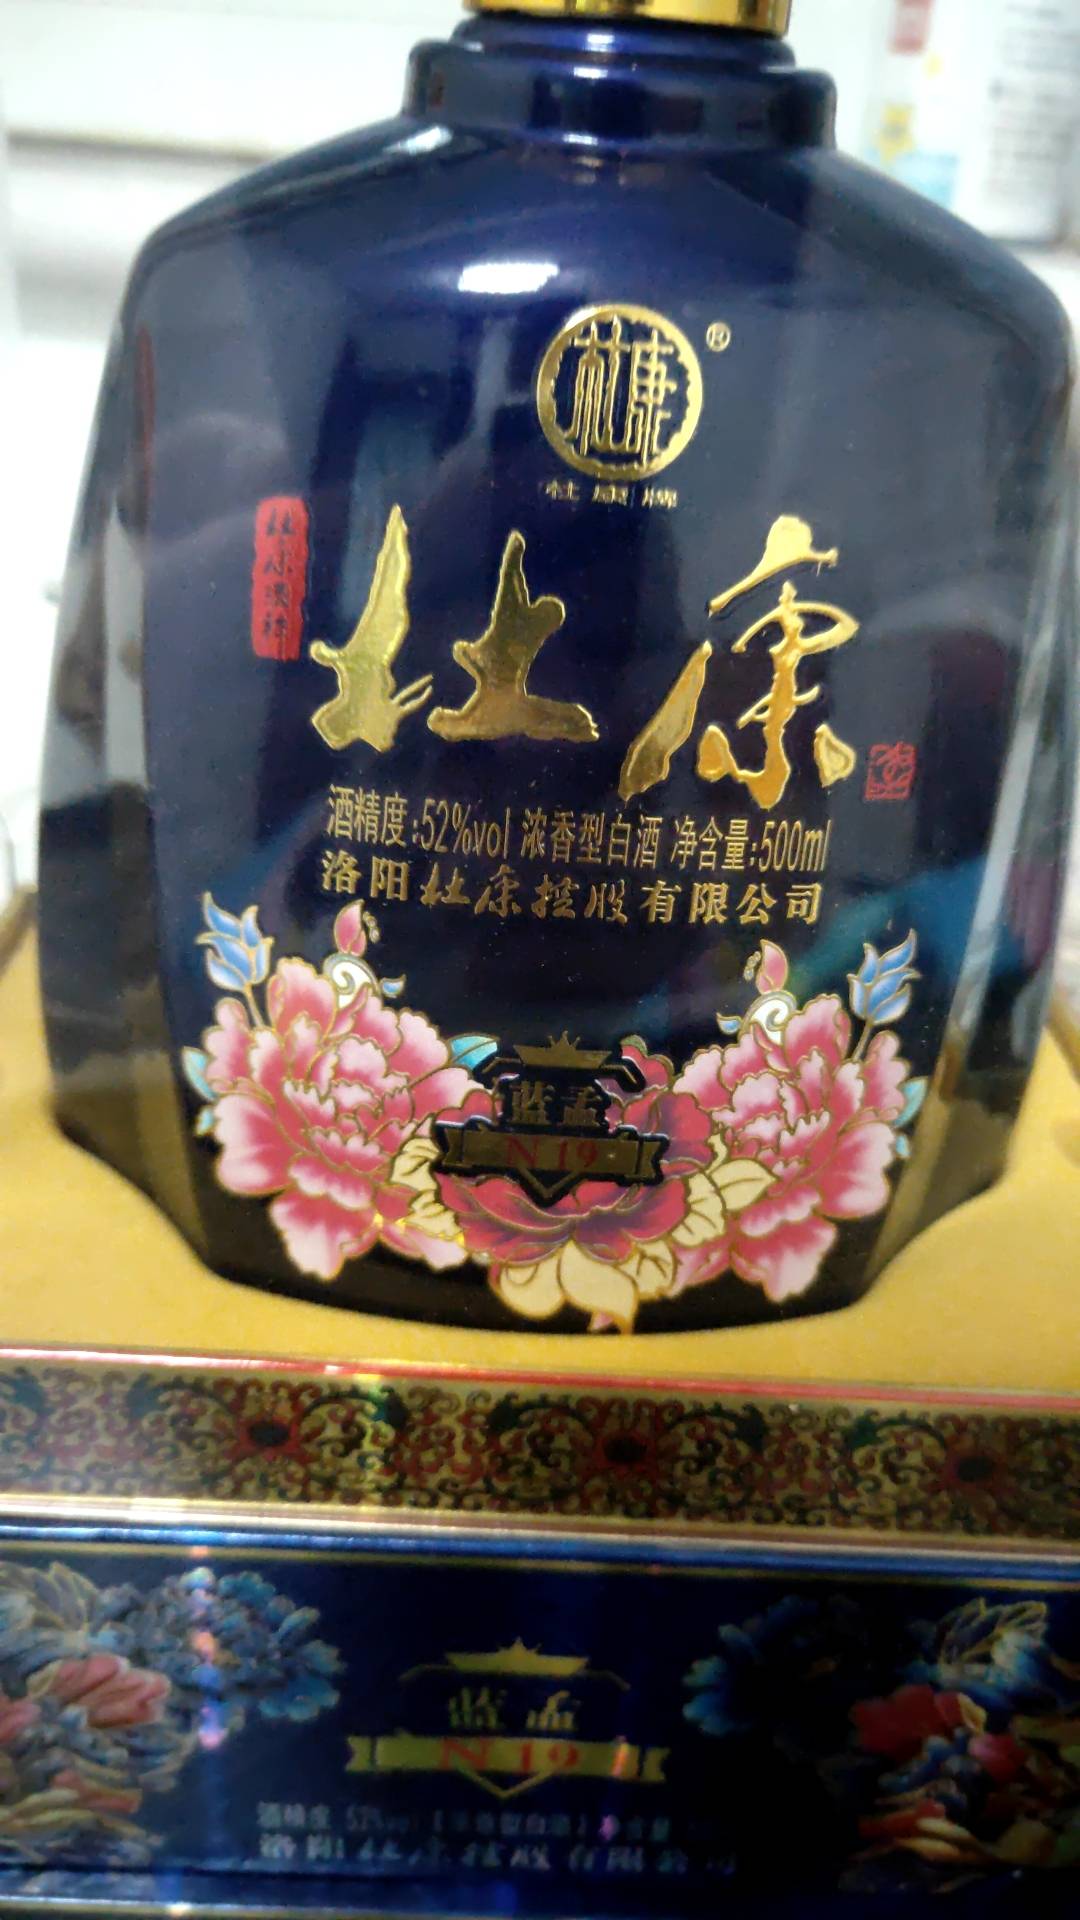 杜康
®
杜康牌
杜康
酒精度:52%vol 浓香型白酒 净含量:500ml
洛阳杜康控股有限公司
蓝孟
N19
蓝孟
N19